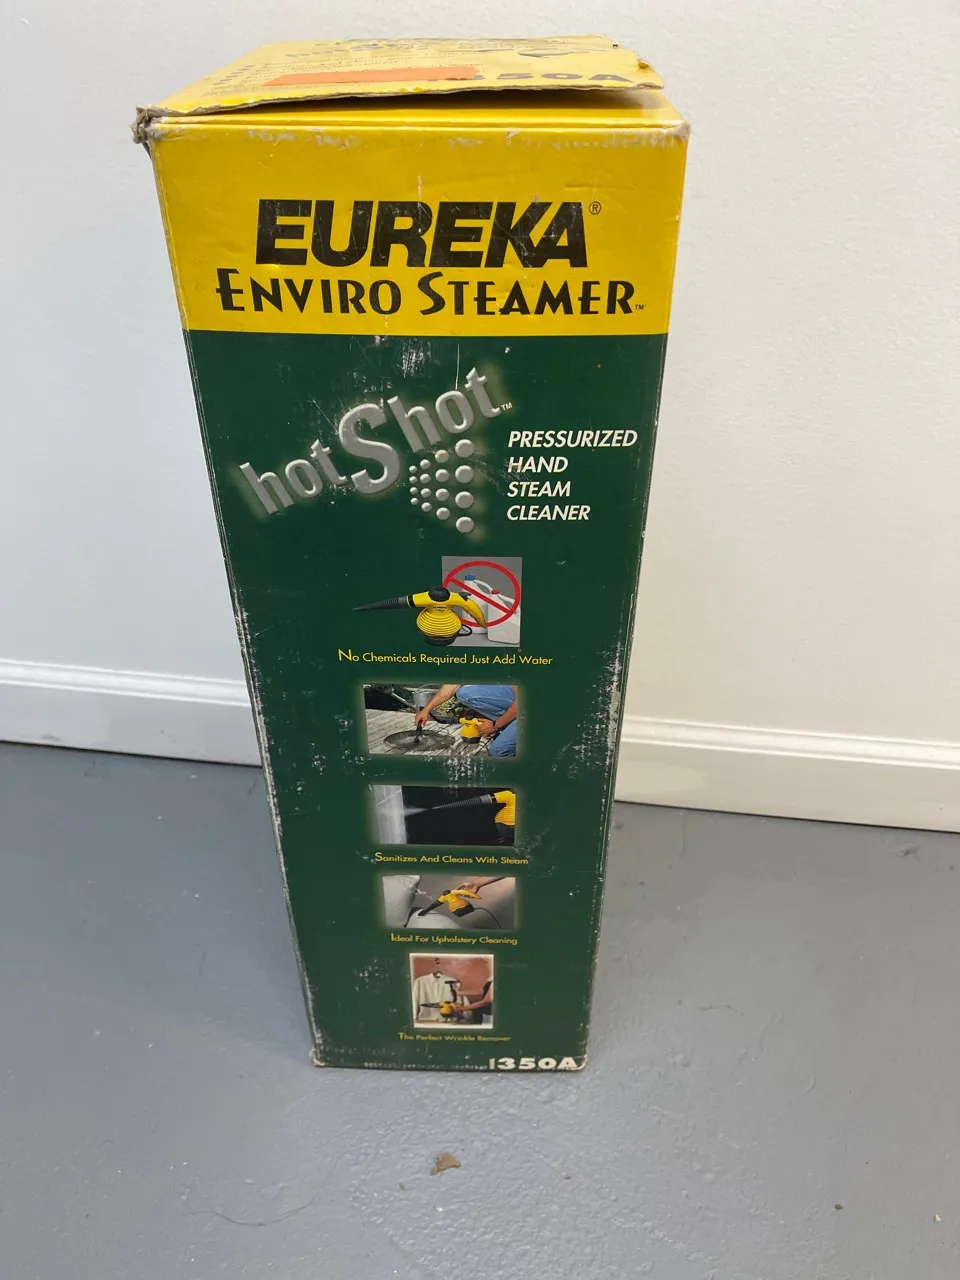 350A
EUREKA®
ENVIRO STEAMER™
hotShot™
PRESSURIZED
HAND
STEAM
CLEANER
No Chemicals Required Just Add Water
Sanitizes And Cleans With Steam
Ideal For Upholstery Cleaning
The Perfect Wrinkle Remover
350A